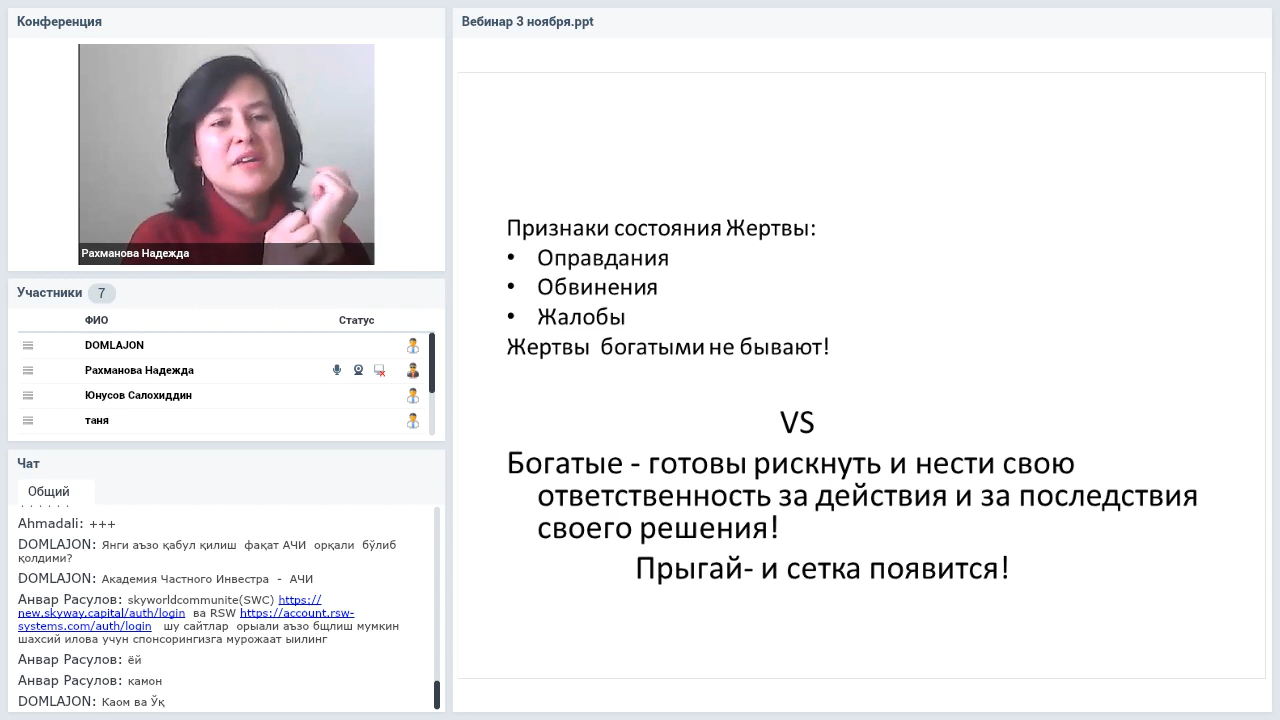 Конференция
Рахманова Надежда
Участники 7
ФИО Статус
DOMLAJON
Рахманова Надежда
Юнусов Салохиддин
таня
Чат
Общий
Ahmadali: +++
DOMLAJON: Янги аъзо қабул қилиш фақат АЧИ орқали бўлиб
қолдими?
DOMLAJON: Академия Частного Инвестра - АЧИ
Анвар Расулов: skyworldcommunite(SWC) https://
new.skyway.capital/auth/login ва RSW https://account.rsw-
systems.com/auth/login шу сайтлар орыали аъзо бщлиш мумкин
шахсий илова учун спонсорингизга мурожаат ыилинг
Анвар Расулов: ёй
Анвар Расулов: камон
DOMLAJON: Каом ва Ўқ
Вебинар 3 ноября.ppt
Признаки состояния Жертвы:
• Оправдания
• Обвинения
• Жалобы
Жертвы богатыми не бывают!
VS
Богатые - готовы рискнуть и нести свою
ответственность за действия и за последствия
своего решения!
Прыгай- и сетка появится!